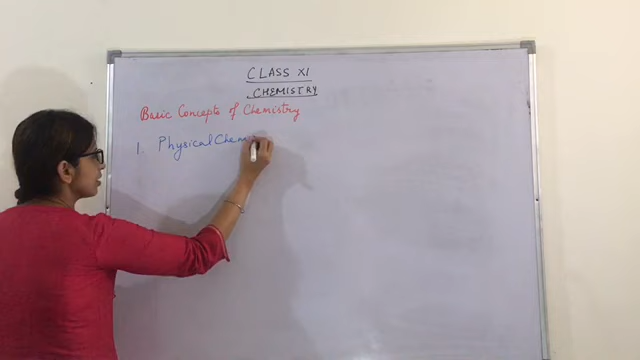 CLASS XI
CHEMISTRY
Basic Concepts of Chemistry
1. Physical Chem